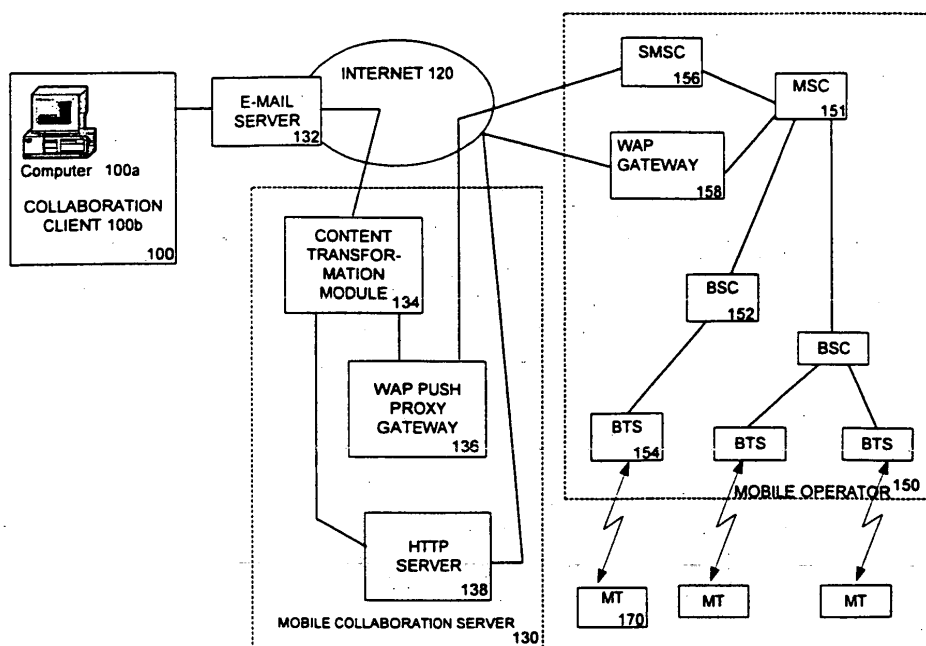 Computer 100a
COLLABORATION
CLIENT 100b
100
E-MAIL
SERVER
132
INTERNET 120
CONTENT
TRANSFOR-
MATION
MODULE
134
WAP PUSH
PROXY
GATEWAY
136
HTTP
SERVER
138
MOBILE COLLABORATION SERVER
130
SMSC
156
MSC
151
WAP
GATEWAY
158
BSC
152
BSC
BTS
154
BTS
BTS
MOBILE OPERATOR
150
MT
170
MT
MT